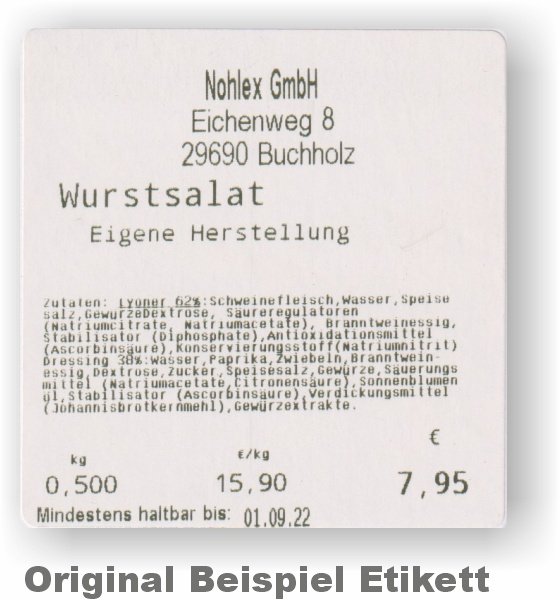 Nohlex GmbH
Eichenweg 8
29690 Buchholz
Wurstsalat
Eigene Herstellung
Zutaten: Lyoner 62%:Schweinefleisch,Wasser,Speise
salz,GewürzeDextrose, Säureregulatoren
(Natriumcitrate, Natriumacetate), Branntweinessig,
Stabilisator (Diphosphate),Antioxidationsmittel
(Ascorbinsäure),Konservierungsstoff(Natriumnitrit)
Dressing 38%:Wasser,Paprika,Zwiebeln,Branntwein-
essig,Dextrose,Zucker,Speisesalz,Gewürze,Säuerungs
mittel (Natriumacetate,Citronensäure),Sonnenblumen
öl,Stabilisator (Ascorbinsäure),Verdickungsmittel
(Johannisbrotkernmehl),Gewürzextrakte.
kg €/kg €
0,500 15,90 7,95
Mindestens haltbar bis: 01.09.22
Original Beispiel Etikett